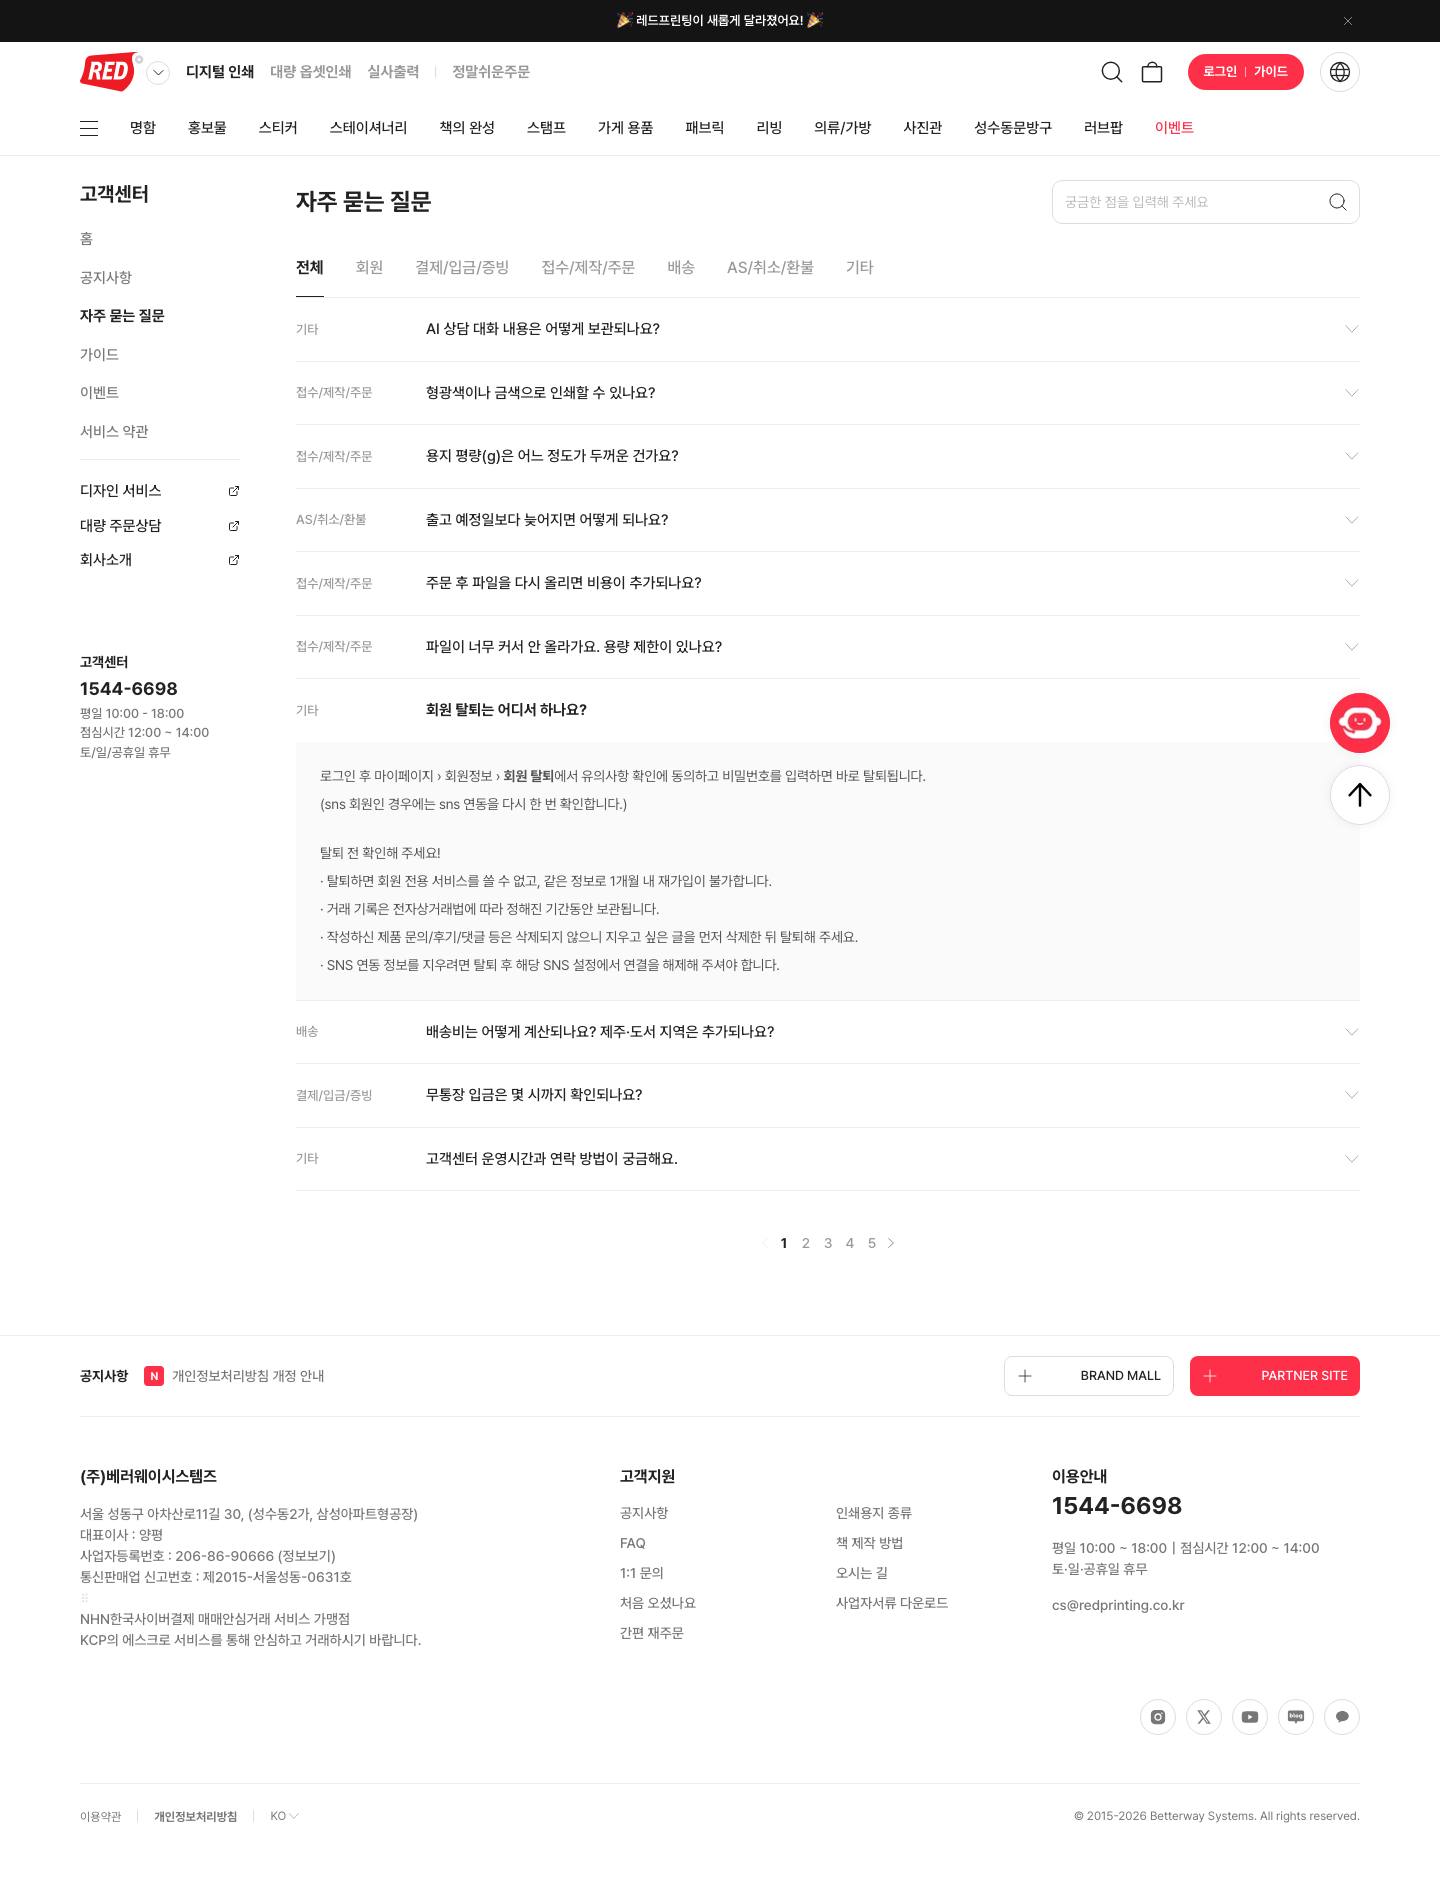 레드프린팅이 새롭게 달라졌어요!
RED
디지털 인쇄 대량 옵셋인쇄 실사출력 정말쉬운주문
로그인 가이드
명함 홍보물 스티커 스테이셔너리 책의 완성 스탬프 가게 용품 패브릭 리빙 의류/가방 사진관 성수동문방구 러브팝 이벤트
고객센터
홈
공지사항
자주 묻는 질문
가이드
이벤트
서비스 약관
디자인 서비스
대량 주문상담
회사소개
고객센터
1544-6698
평일 10:00 - 18:00
점심시간 12:00 ~ 14:00
토/일/공휴일 휴무
자주 묻는 질문
궁금한 점을 입력해 주세요
전체 회원 결제/입금/증빙 접수/제작/주문 배송 AS/취소/환불 기타
기타 AI 상담 대화 내용은 어떻게 보관되나요?
접수/제작/주문 형광색이나 금색으로 인쇄할 수 있나요?
접수/제작/주문 용지 평량(g)은 어느 정도가 두꺼운 건가요?
AS/취소/환불 출고 예정일보다 늦어지면 어떻게 되나요?
접수/제작/주문 주문 후 파일을 다시 올리면 비용이 추가되나요?
접수/제작/주문 파일이 너무 커서 안 올라가요. 용량 제한이 있나요?
기타 회원 탈퇴는 어디서 하나요?
로그인 후 마이페이지 › 회원정보 › 회원 탈퇴에서 유의사항 확인에 동의하고 비밀번호를 입력하면 바로 탈퇴됩니다.
(sns 회원인 경우에는 sns 연동을 다시 한 번 확인합니다.)
탈퇴 전 확인해 주세요!
· 탈퇴하면 회원 전용 서비스를 쓸 수 없고, 같은 정보로 1개월 내 재가입이 불가합니다.
· 거래 기록은 전자상거래법에 따라 정해진 기간동안 보관됩니다.
· 작성하신 제품 문의/후기/댓글 등은 삭제되지 않으니 지우고 싶은 글을 먼저 삭제한 뒤 탈퇴해 주세요.
· SNS 연동 정보를 지우려면 탈퇴 후 해당 SNS 설정에서 연결을 해제해 주셔야 합니다.
배송 배송비는 어떻게 계산되나요? 제주·도서 지역은 추가되나요?
결제/입금/증빙 무통장 입금은 몇 시까지 확인되나요?
기타 고객센터 운영시간과 연락 방법이 궁금해요.
1 2 3 4 5
공지사항 N 개인정보처리방침 개정 안내
BRAND MALL
PARTNER SITE
(주)베러웨이시스템즈
서울 성동구 아차산로11길 30, (성수동2가, 삼성아파트형공장)
대표이사 : 양평
사업자등록번호 : 206-86-90666 (정보보기)
통신판매업 신고번호 : 제2015-서울성동-0631호
NHN한국사이버결제 매매안심거래 서비스 가맹점
KCP의 에스크로 서비스를 통해 안심하고 거래하시기 바랍니다.
고객지원
공지사항
FAQ
1:1 문의
처음 오셨나요
간편 재주문
인쇄용지 종류
책 제작 방법
오시는 길
사업자서류 다운로드
이용안내
1544-6698
평일 10:00 ~ 18:00 | 점심시간 12:00 ~ 14:00
토·일·공휴일 휴무
cs@redprinting.co.kr
blog
이용약관 개인정보처리방침 KO
© 2015-2026 Betterway Systems. All rights reserved.